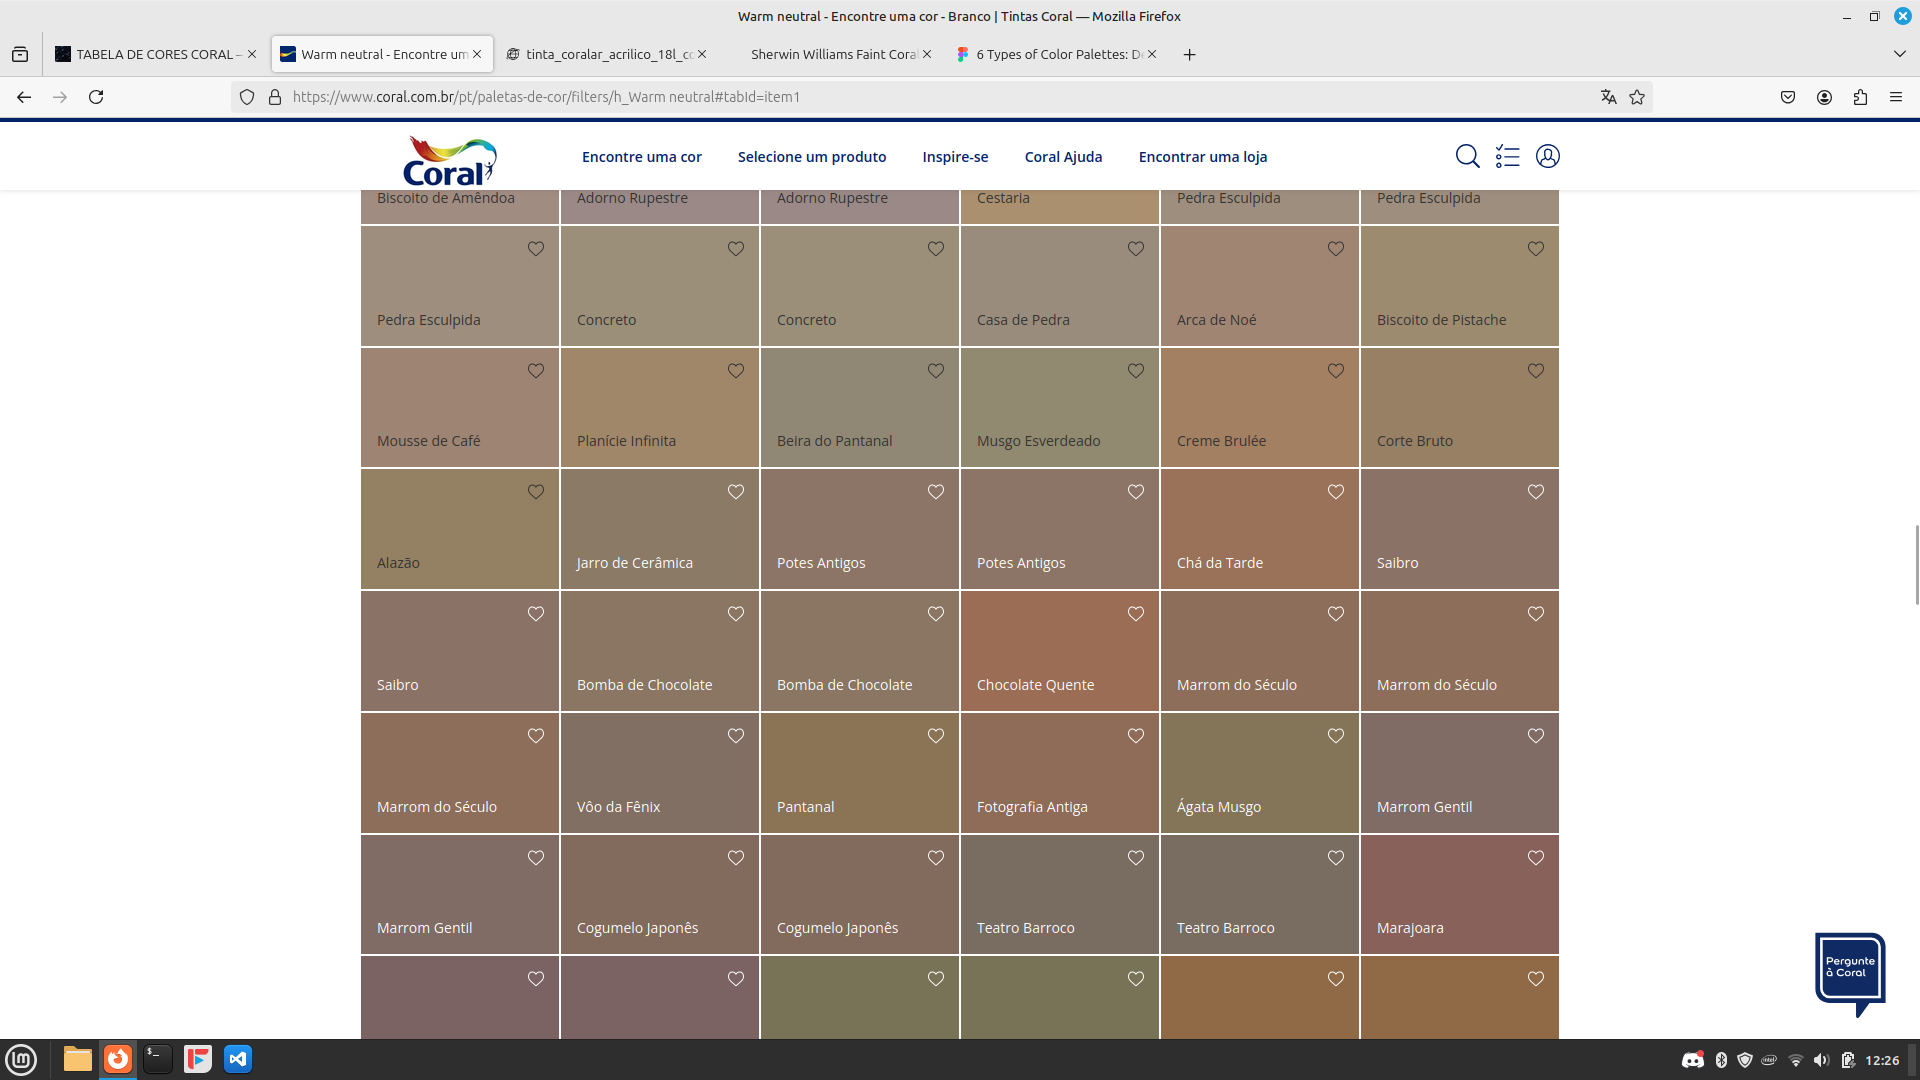 Warm neutral - Encontre uma cor - Branco | Tintas Coral — Mozilla Firefox
TABELA DE CORES CORAL –
Warm neutral - Encontre um
tinta_coralar_acrilico_18l_co
Sherwin Williams Faint Coral
6 Types of Color Palettes: De
https://www.coral.com.br/pt/paletas-de-cor/filters/h_Warm neutral#tabId=item1
Coral
Encontre uma cor
Selecione um produto
Inspire-se
Coral Ajuda
Encontrar uma loja
Biscoito de Amêndoa
Adorno Rupestre
Adorno Rupestre
Cestaria
Pedra Esculpida
Pedra Esculpida
Pedra Esculpida
Concreto
Concreto
Casa de Pedra
Arca de Noé
Biscoito de Pistache
Mousse de Café
Planície Infinita
Beira do Pantanal
Musgo Esverdeado
Creme Brulée
Corte Bruto
Alazão
Jarro de Cerâmica
Potes Antigos
Potes Antigos
Chá da Tarde
Saibro
Saibro
Bomba de Chocolate
Bomba de Chocolate
Chocolate Quente
Marrom do Século
Marrom do Século
Marrom do Século
Vôo da Fênix
Pantanal
Fotografia Antiga
Ágata Musgo
Marrom Gentil
Marrom Gentil
Cogumelo Japonês
Cogumelo Japonês
Teatro Barroco
Teatro Barroco
Marajoara
Pergunte
à Coral
12:26